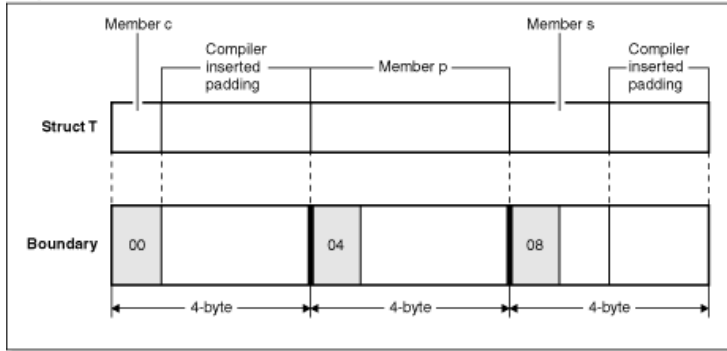 Member c
Member s
Compiler
inserted
padding
Member p
Compiler
inserted
padding
Struct T
Boundary
00
04
08
4-byte
4-byte
4-byte